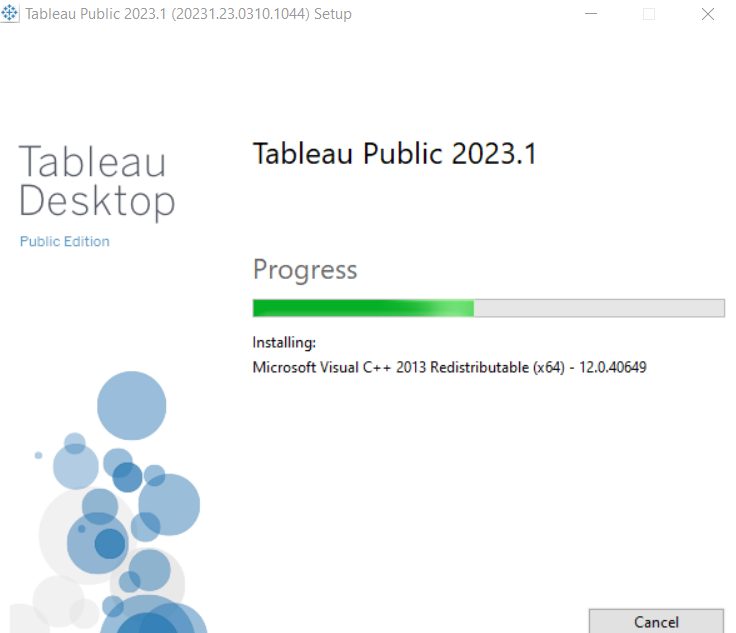 Tableau Public 2023.1 (20231.23.0310.1044) Setup
Tableau
Desktop
Public Edition
Tableau Public 2023.1
Progress
Installing:
Microsoft Visual C++ 2013 Redistributable (x64) - 12.0.40649
Cancel